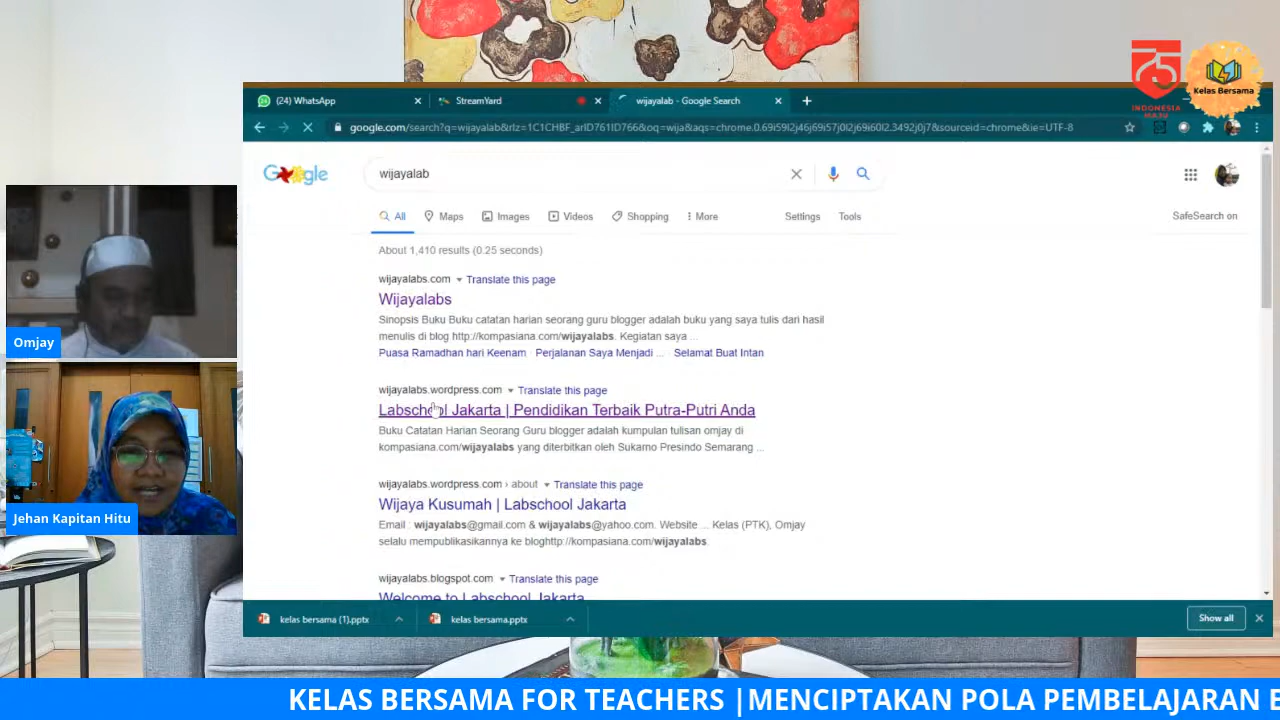 75
INDONESIA
MAJU
Kelas Bersama
(24) WhatsApp
StreamYard
wijayalab - Google Search
google.com/search?q=wijayalab&rlz=1C1CHBF_arID761ID766&oq=wija&aqs=chrome.0.69i59l2j46j69i57j0l2j69i60l2.3492j0j7&sourceid=chrome&ie=UTF-8
Google
wijayalab
All
Maps
Images
Videos
Shopping
More
Settings
Tools
SafeSearch on
About 1,410 results (0.25 seconds)
wijayalabs.com Translate this page
Wijayalabs
Sinopsis Buku Buku catatan harian seorang guru blogger adalah buku yang saya tulis dari hasil
menulis di blog http://kompasiana.com/wijayalabs. Kegiatan saya ...
Puasa Ramadhan hari Keenam Perjalanan Saya Menjadi ... Selamat Buat Intan
wijayalabs.wordpress.com Translate this page
Labschool Jakarta | Pendidikan Terbaik Putra-Putri Anda
Buku Catatan Harian Seorang Guru blogger adalah kumpulan tulisan omjay di
kompasiana.com/wijayalabs yang diterbitkan oleh Sukarno Presindo Semarang ...
wijayalabs.wordpress.com › about Translate this page
Wijaya Kusumah | Labschool Jakarta
Email : wijayalabs@gmail.com & wijayalabs@yahoo.com. Website ... Kelas (PTK), Omjay
selalu mempublikasikannya ke bloghttp://kompasiana.com/wijayalabs.
wijayalabs.blogspot.com Translate this page
Welcome to Labschool Jakarta
Omjay
Jehan Kapitan Hitu
kelas bersama (1).pptx
kelas bersama.pptx
Show all
KELAS BERSAMA FOR TEACHERS |MENCIPTAKAN POLA PEMBELAJARAN E